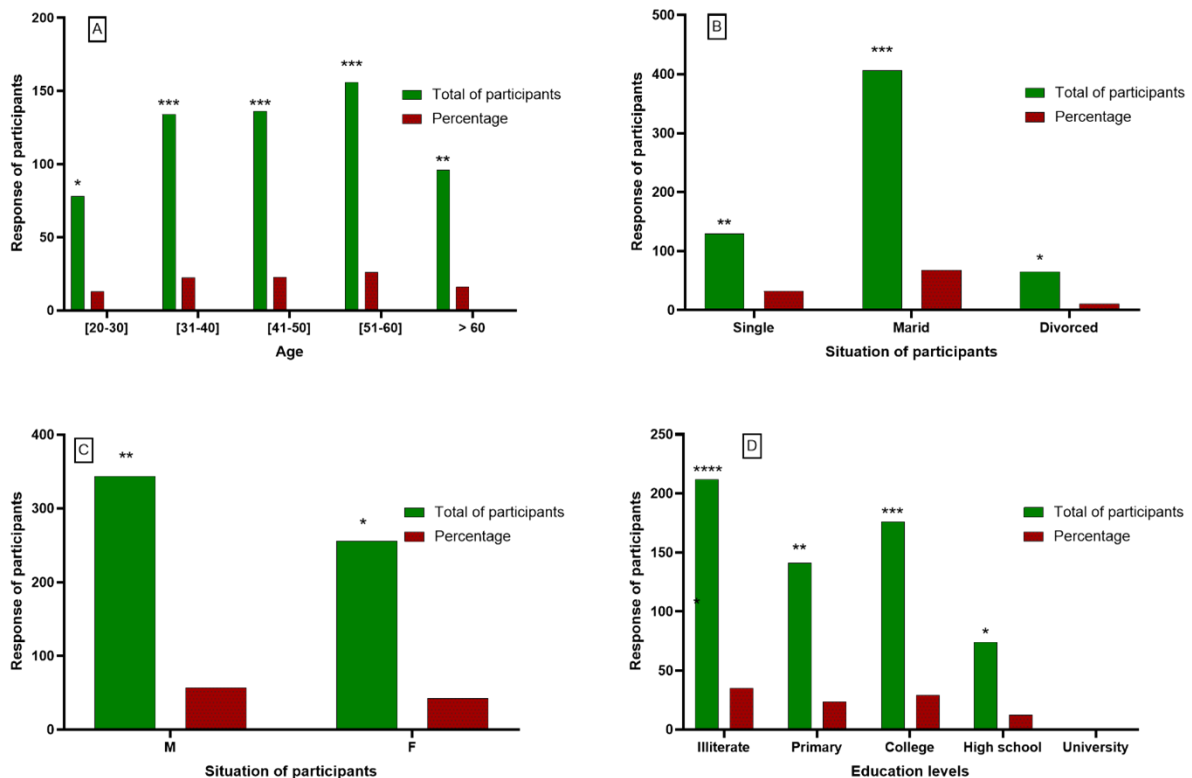 A
Response of participants
200
150
100
50
0
*
***
***
***
**
Total of participants
Percentage
[20-30] [31-40] [41-50] [51-60] > 60
Age
B
Response of participants
500
400
300
200
100
0
**
***
*
Total of participants
Percentage
Single Marid Divorced
Situation of participants
C
Response of participants
400
300
200
100
0
**
*
Total of participants
Percentage
M F
Situation of participants
D
Response of participants
250
200
150
100
50
0
****
*
**
***
*
Total of participants
Percentage
Illiterate Primary College High school University
Education levels